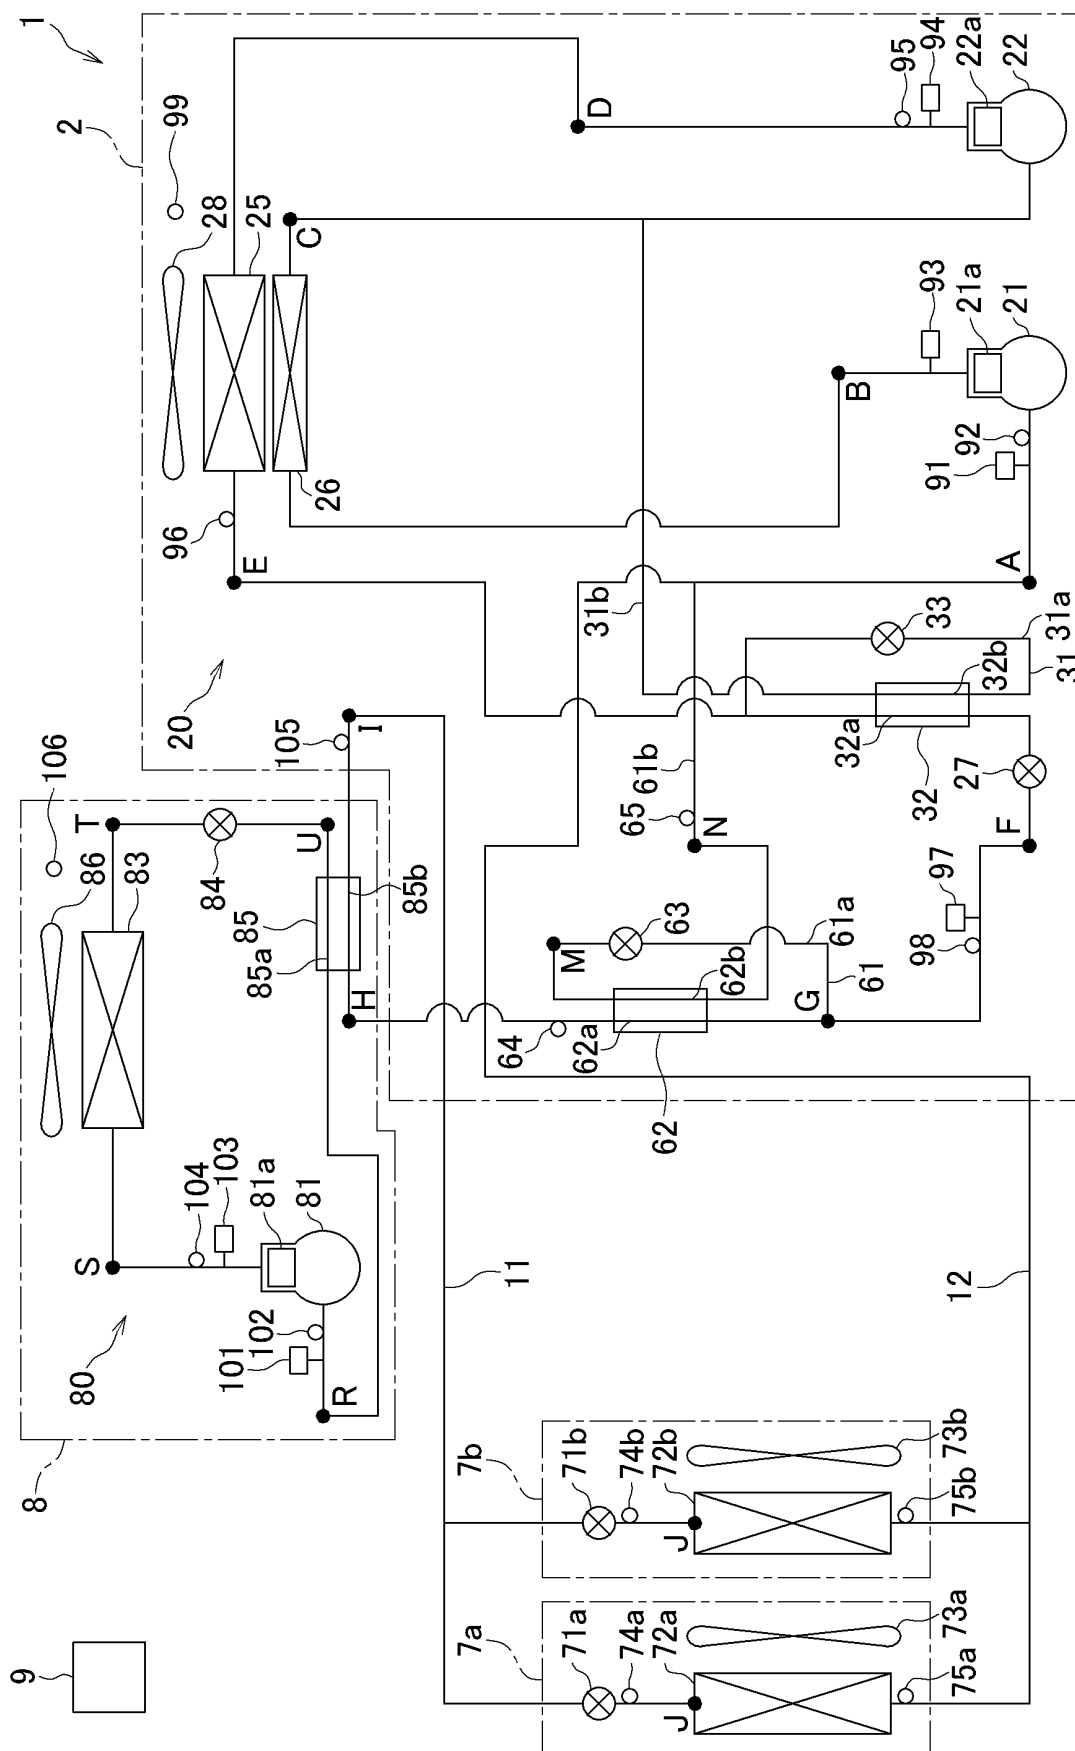 9
8
1
106
2
80
S
86
T
83
99
20
96
104
84
28
103
101
102
81a
85
85a
E
25
81
U
C
R
105
26
H
I
85b
7a
7b
11
64
71a
71b
M
62a
31b
D
74a
74b
65
61b
72a
72b
J
J
62
63
N
62b
G
61a
32a
B
61
98
32
95
97
33
91
93
94
73a
73b
75a
75b
12
27
92
21a
22a
F
32b
A
21
22
31a
31